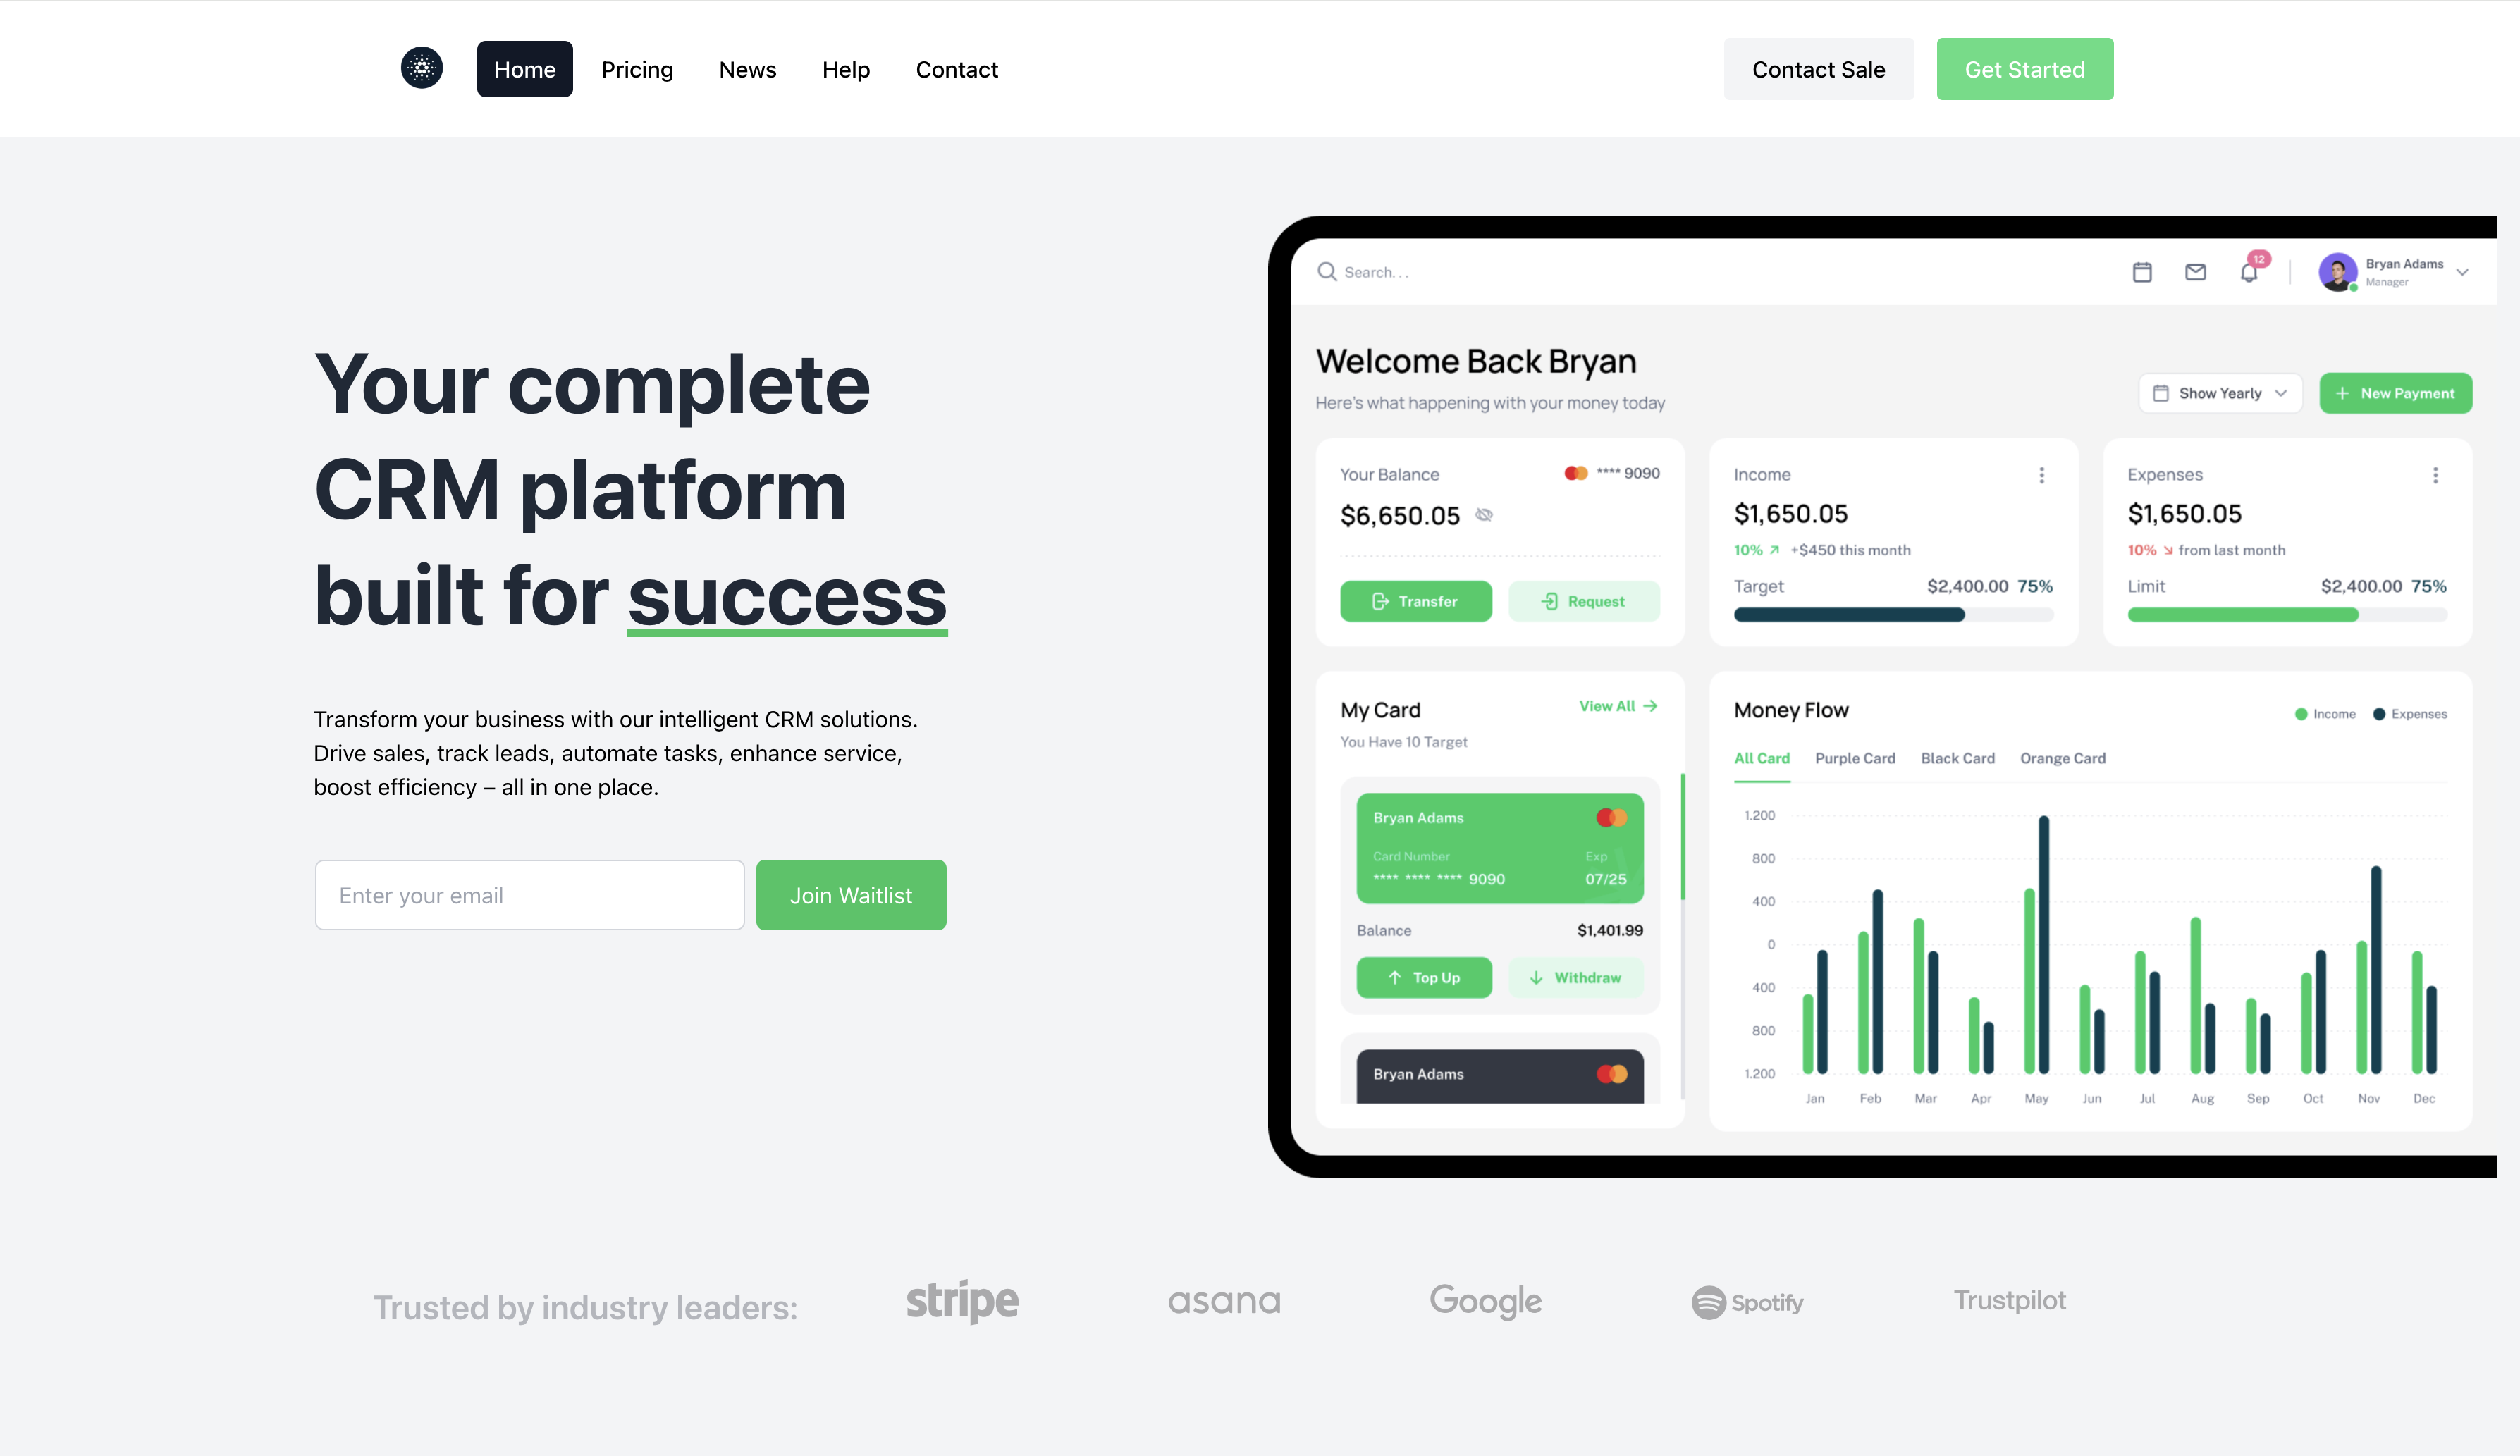 Home
Pricing
News
Help
Contact
Contact Sale
Get Started
Your complete
CRM platform
built for success
Transform your business with our intelligent CRM solutions.
Drive sales, track leads, automate tasks, enhance service,
boost efficiency – all in one place.
Enter your email
Join Waitlist
Search...
12
Bryan Adams
Manager
Welcome Back Bryan
Here's what happening with your money today
Show Yearly
+ New Payment
Your Balance
**** 9090
$6,650.05
Transfer
Request
Income
$1,650.05
10% +$450 this month
Target
$2,400.00 75%
Expenses
$1,650.05
10% from last month
Limit
$2,400.00 75%
My Card
View All
You Have 10 Target
Bryan Adams
Card Number
Exp
**** **** **** 9090
07/25
Balance
$1,401.99
Top Up
Withdraw
Bryan Adams
Money Flow
Income
Expenses
All Card
Purple Card
Black Card
Orange Card
1.200
800
400
0
400
800
1.200
Jan
Feb
Mar
Apr
May
Jun
Jul
Aug
Sep
Oct
Nov
Dec
Trusted by industry leaders:
stripe
asana
Google
Spotify
Trustpilot